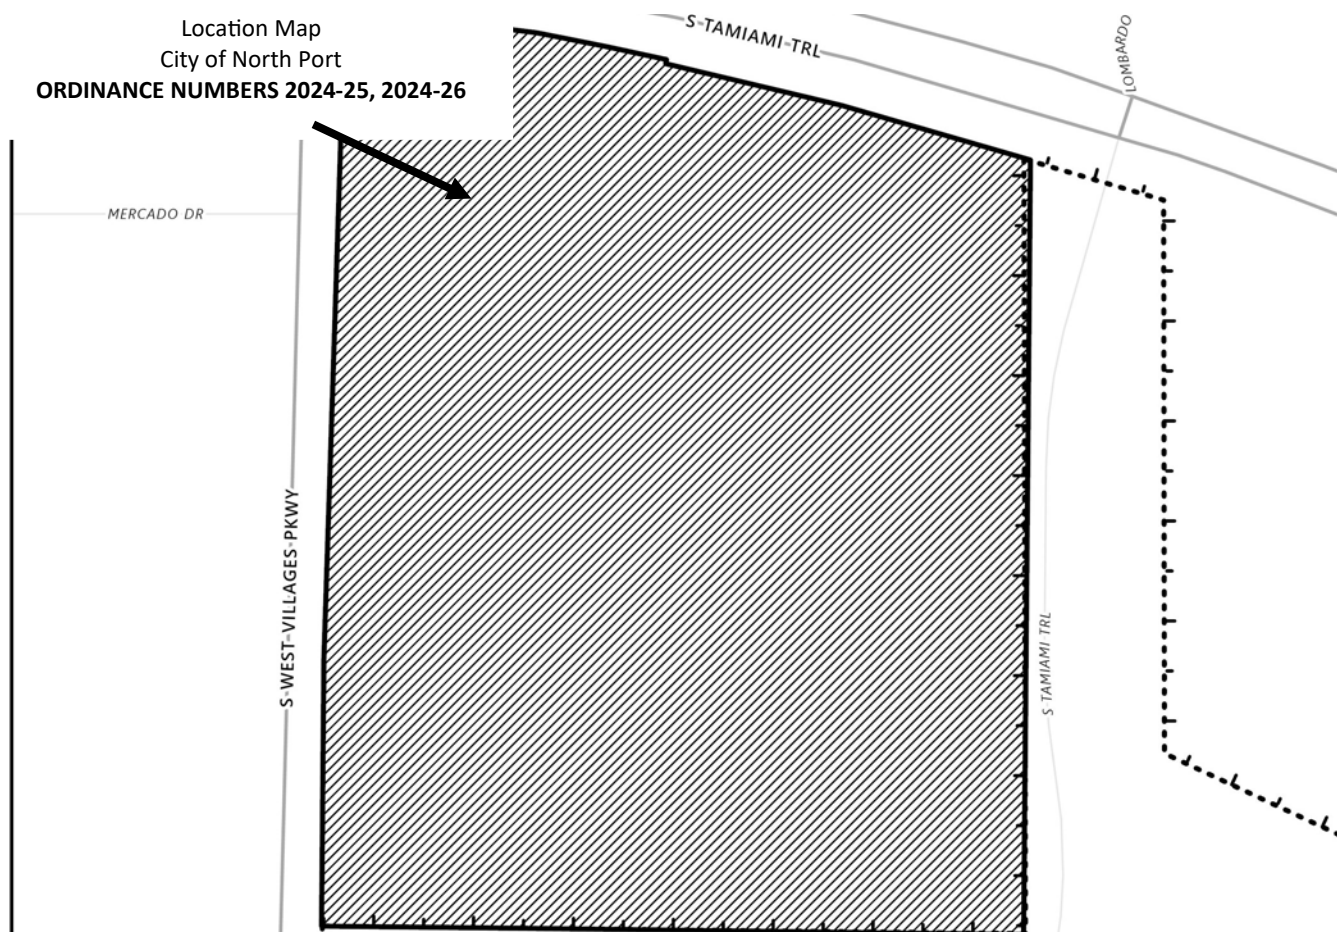 Location Map
City of North Port
ORDINANCE NUMBERS 2024-25, 2024-26
S-TAMIAMI-TRL
LOMBARDO
MERCADO DR
S-WEST-VILLAGES-PKWY
S TAMIAMI TRL